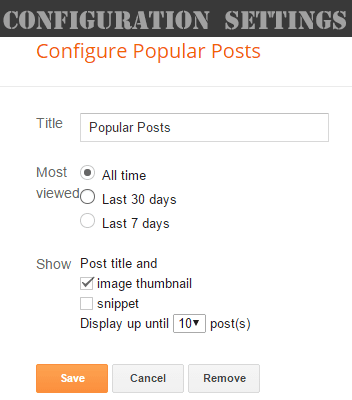 CONFIGURATION SETTINGS
Configure Popular Posts
Title Popular Posts
Most viewed
All time
Last 30 days
Last 7 days
Show Post title and
image thumbnail
snippet
Display up until 10 post(s)
Save Cancel Remove